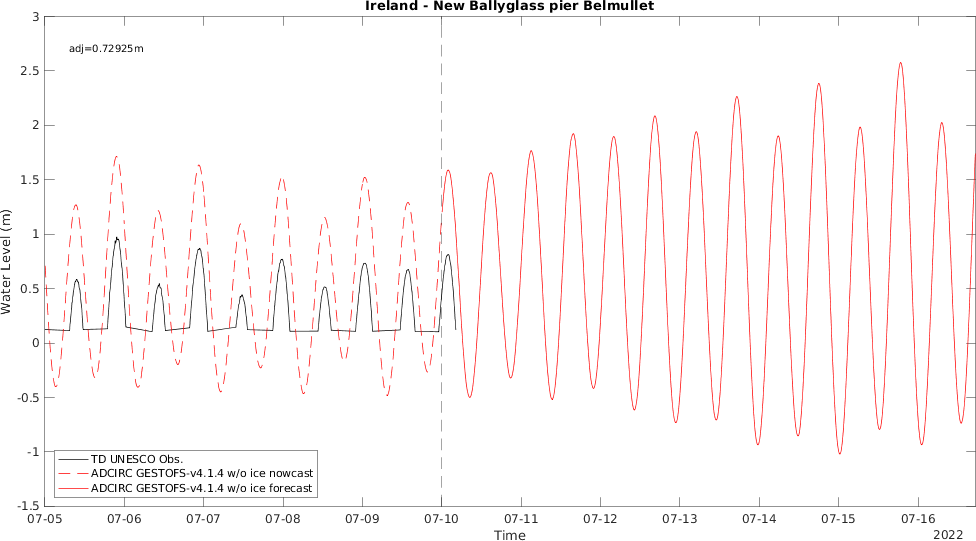 Ireland - New Ballyglass pier Belmullet
3
adj=0.72925m
2.5
2
1.5
1
0.5
0
-0.5
-1
-1.5
Water Level (m)
TD UNESCO Obs.
ADCIRC GESTOFS-v4.1.4 w/o ice nowcast
ADCIRC GESTOFS-v4.1.4 w/o ice forecast
07-05 07-06 07-07 07-08 07-09 07-10 07-11 07-12 07-13 07-14 07-15 07-16
Time
2022